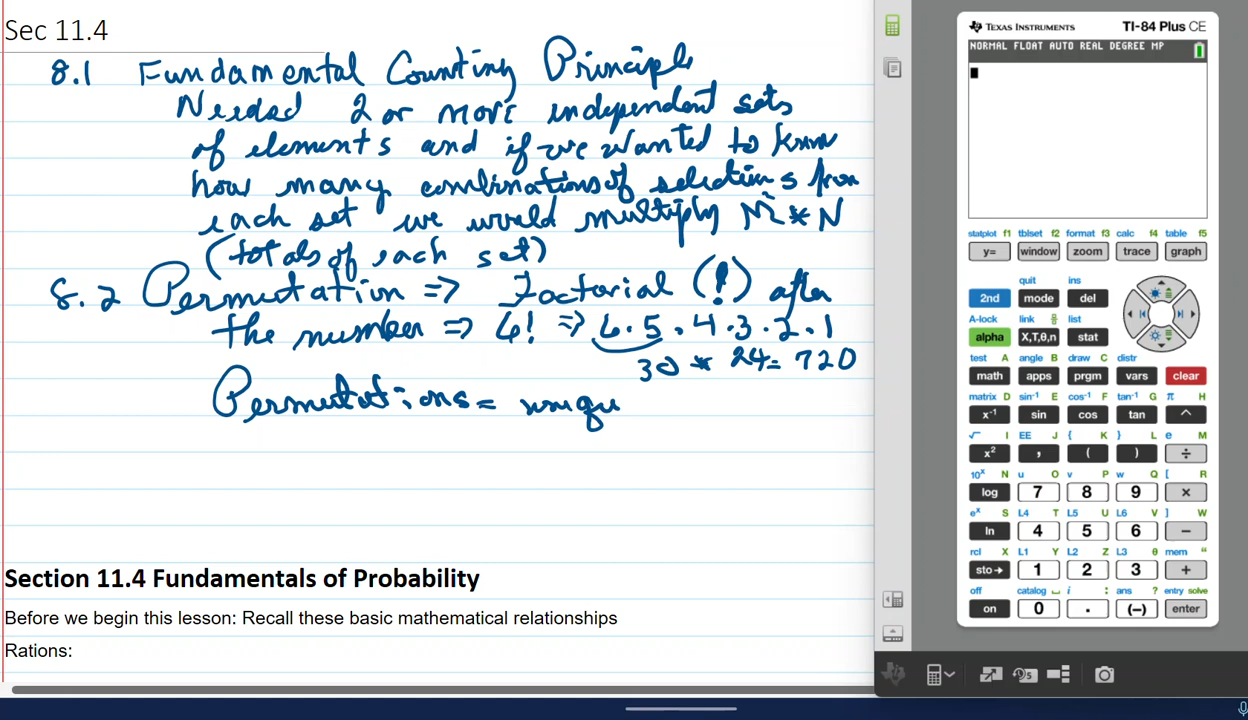 Sec 11.4
8.1 Fundamental Counting Principle
Needed 2 or more independent sets
of elements and if we wanted to know
how many combinations of selections from
each set we would multiply M * N
(totals of each set)
8.2 Permutation => Factorial (!) after
the number => 6! => 6 · 5 · 4 · 3 · 2 · 1
30 * 24 = 720
Permutations = uniqu
Section 11.4 Fundamentals of Probability
Before we begin this lesson: Recall these basic mathematical relationships
Rations:
TEXAS INSTRUMENTS TI-84 Plus CE
NORMAL FLOAT AUTO REAL DEGREE MP
statplot f1 tblset f2 format f3 calc f4 table f5
y= window zoom trace graph
quit ins
2nd mode del
A-lock link list
alpha X,T,θ,n stat
test A angle B draw C distr
math apps prgm vars clear
matrix D sin⁻¹ E cos⁻¹ F tan⁻¹ G π H
x⁻¹ sin cos tan ^
√ I EE J { K } L e M
x² , ( ) ÷
10ˣ N u O v P w Q [ R
log 7 8 9 ×
eˣ S L4 T L5 U L6 V ] W
ln 4 5 6 −
rcl X L1 Y L2 Z L3 θ mem "
sto→ 1 2 3 +
off catalog i : ans ? entry solve
on 0 . (−) enter